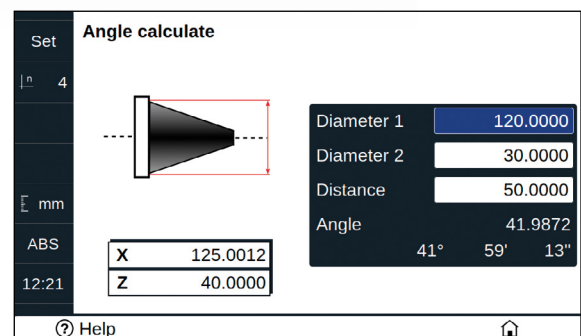 Angle calculate
Set
n 4
mm
ABS
12:21
Diameter 1 120.0000
Diameter 2 30.0000
Distance 50.0000
Angle 41.9872
41° 59' 13"
X 125.0012
Z 40.0000
? Help